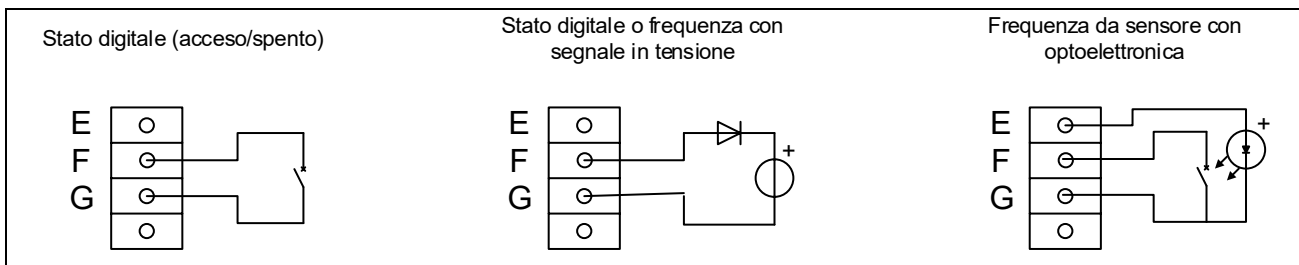 Stato digitale (acceso/spento)
E
F
G
Stato digitale o frequenza con
segnale in tensione
E
F
G
+
Frequenza da sensore con
optoelettronica
E
F
G
+